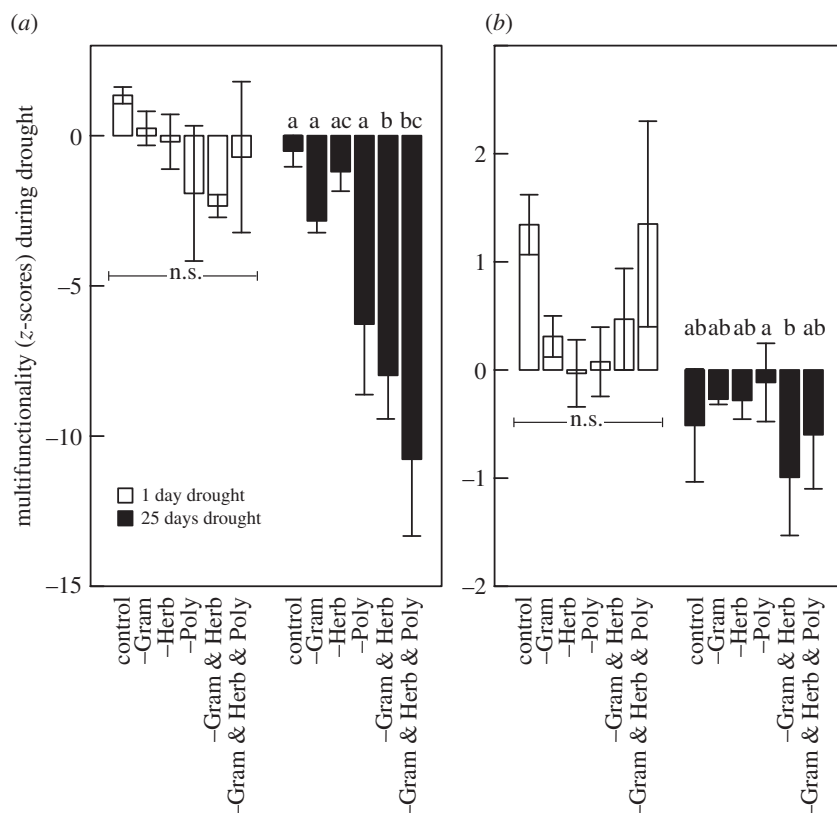 (a)
(b)
multifunctionality (z-scores) during drought
0
−5
−10
−15
a a ac a b bc
n.s.
1 day drought
25 days drought
control
−Gram
−Herb
−Poly
−Gram & Herb
−Gram & Herb & Poly
control
−Gram
−Herb
−Poly
−Gram & Herb
−Gram & Herb & Poly
2
1
0
−1
−2
ab ab ab a b ab
n.s.
control
−Gram
−Herb
−Poly
−Gram & Herb
−Gram & Herb & Poly
control
−Gram
−Herb
−Poly
−Gram & Herb
−Gram & Herb & Poly